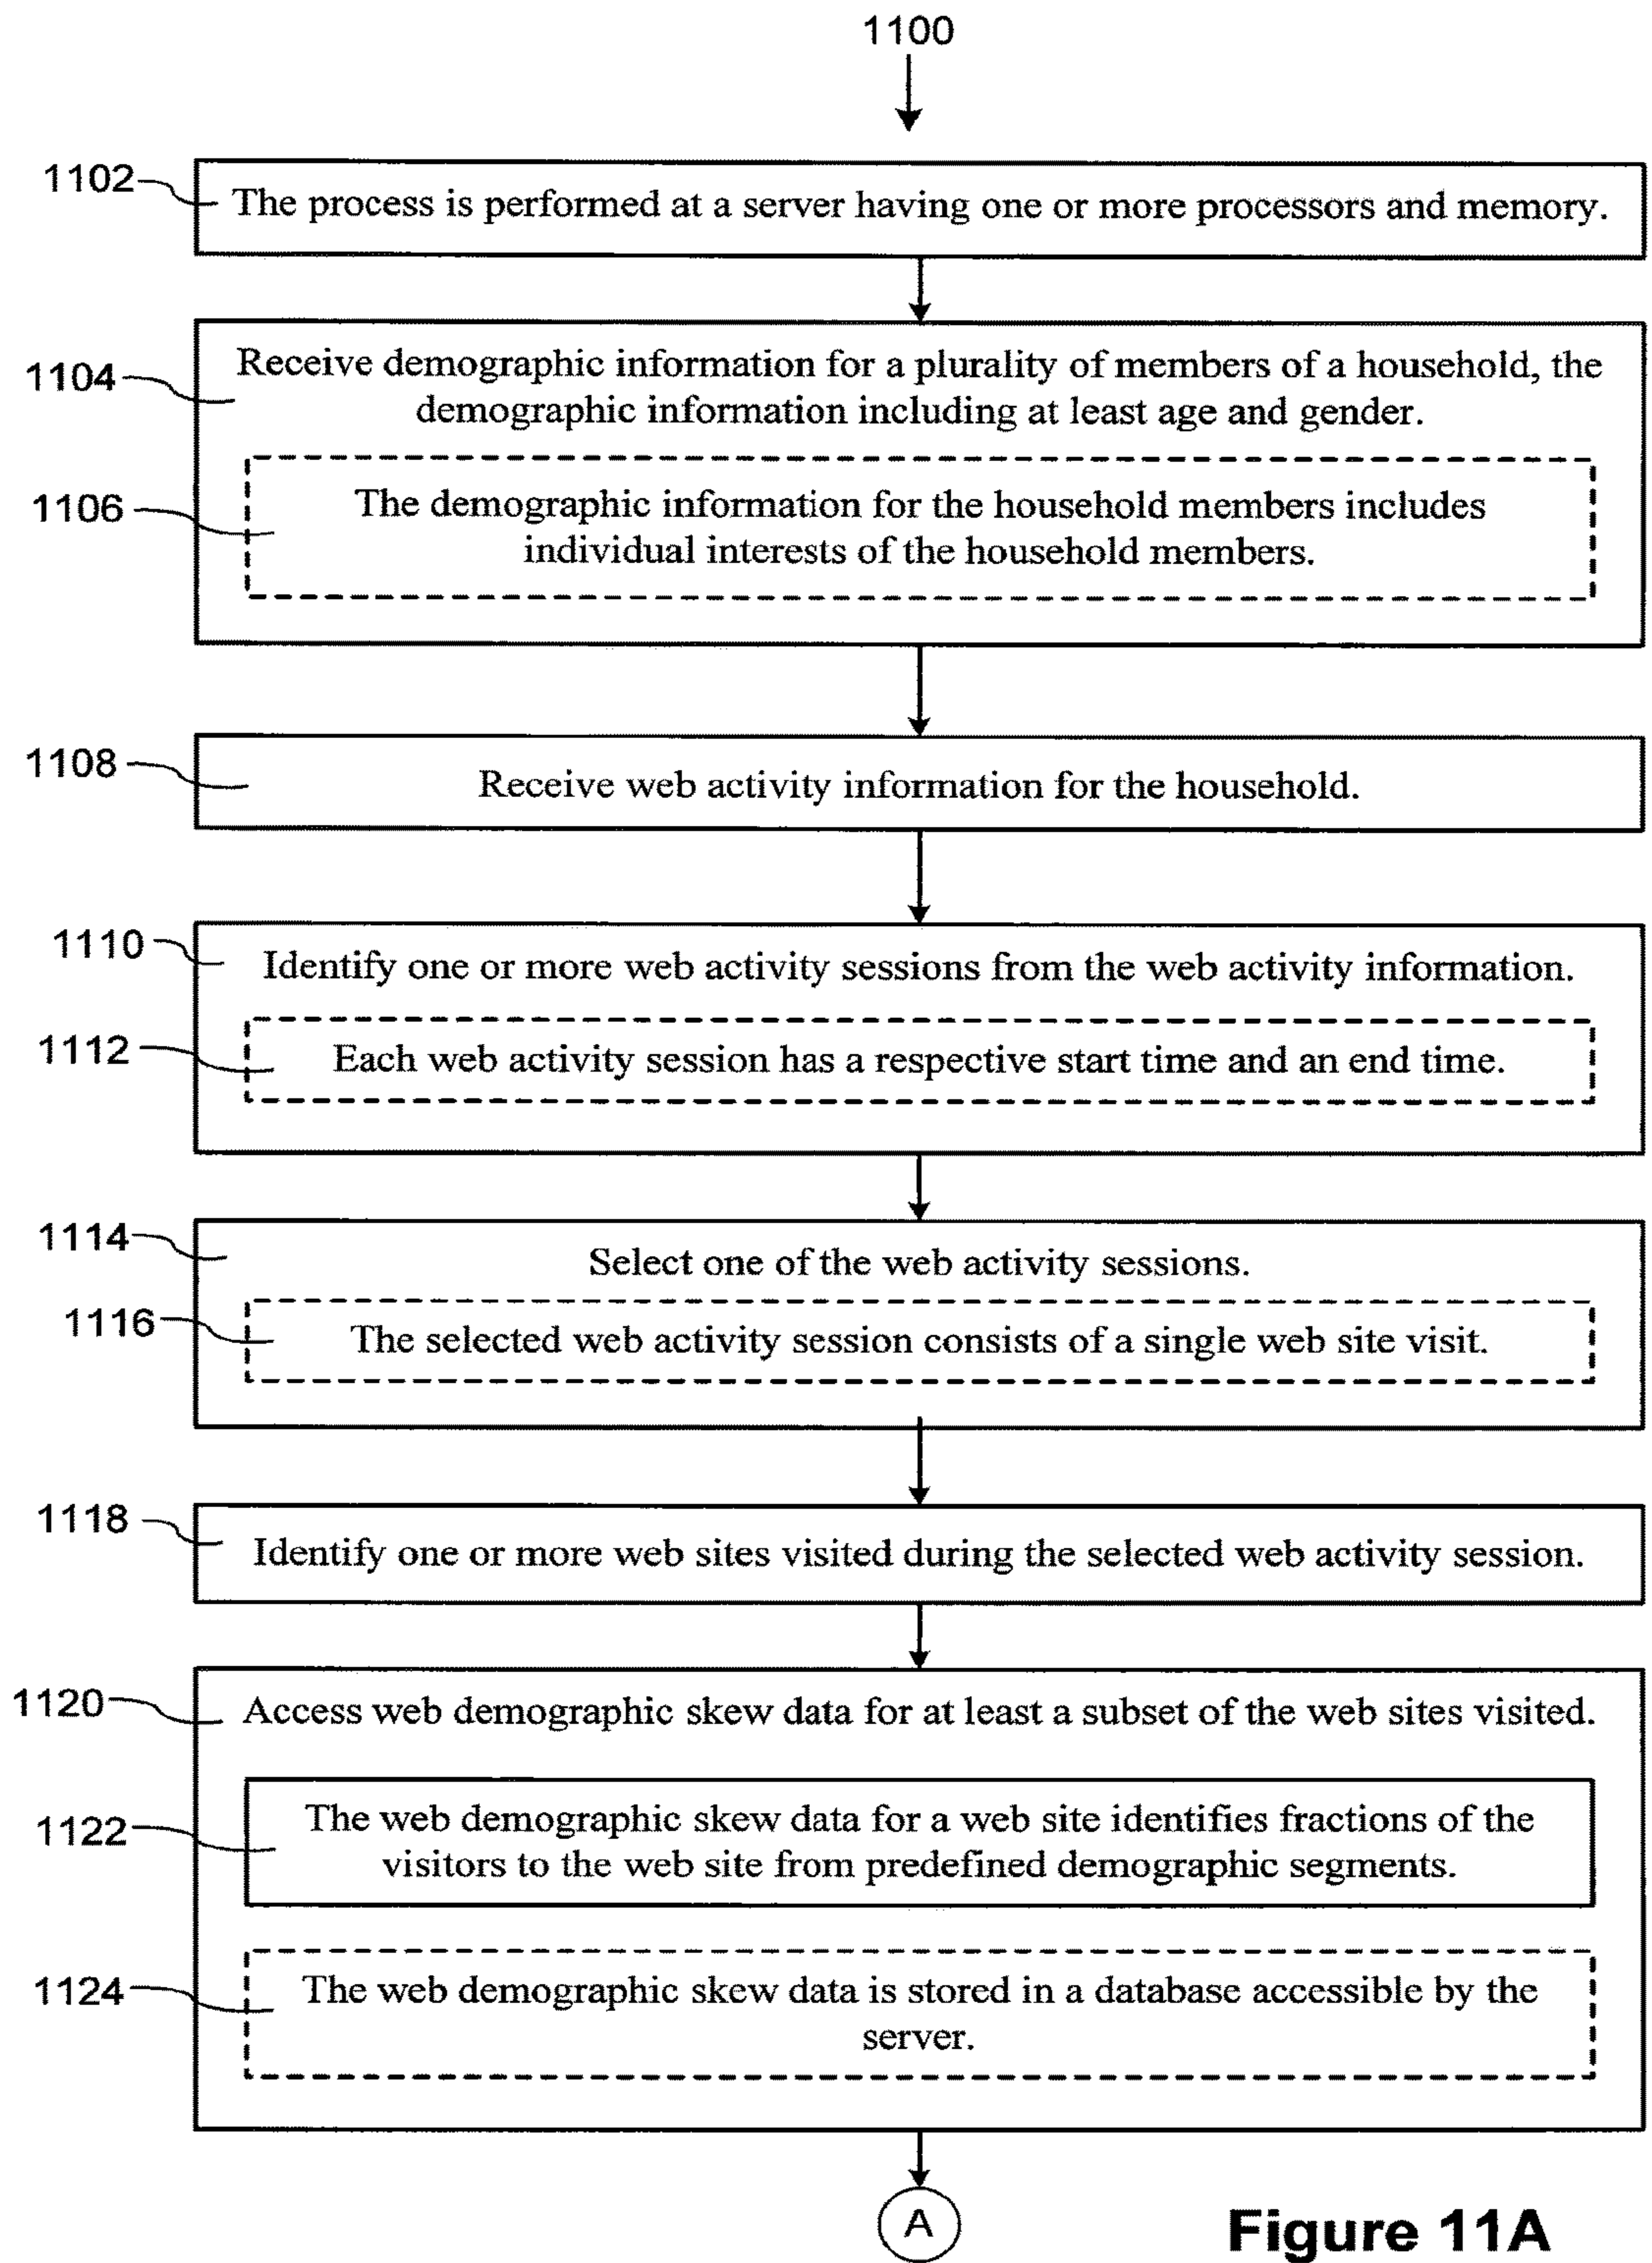 1100
1102
The process is performed at a server having one or more processors and memory.
1104
Receive demographic information for a plurality of members of a household, the
demographic information including at least age and gender.
1106
The demographic information for the household members includes
individual interests of the household members.
1108
Receive web activity information for the household.
1110
Identify one or more web activity sessions from the web activity information.
1112
Each web activity session has a respective start time and an end time.
1114
Select one of the web activity sessions.
1116
The selected web activity session consists of a single web site visit.
1118
Identify one or more web sites visited during the selected web activity session.
1120
Access web demographic skew data for at least a subset of the web sites visited.
1122
The web demographic skew data for a web site identifies fractions of the
visitors to the web site from predefined demographic segments.
1124
The web demographic skew data is stored in a database accessible by the
server.
A
Figure 11A